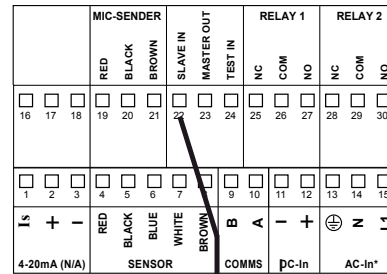 MIC-SENDER RELAY 1 RELAY 2
RED BLACK BROWN SLAVE IN MASTER OUT TEST IN NC COM NO NC COM NO
16 17 18 19 20 21 22 23 24 25 26 27 28 29 30
1 2 3 4 5 6 7 9 10 11 12 13 14 15
Is + − RED BLACK BLUE WHITE BROWN B A − + N L1
4-20mA (N/A) SENSOR COMMS DC-In AC-In*